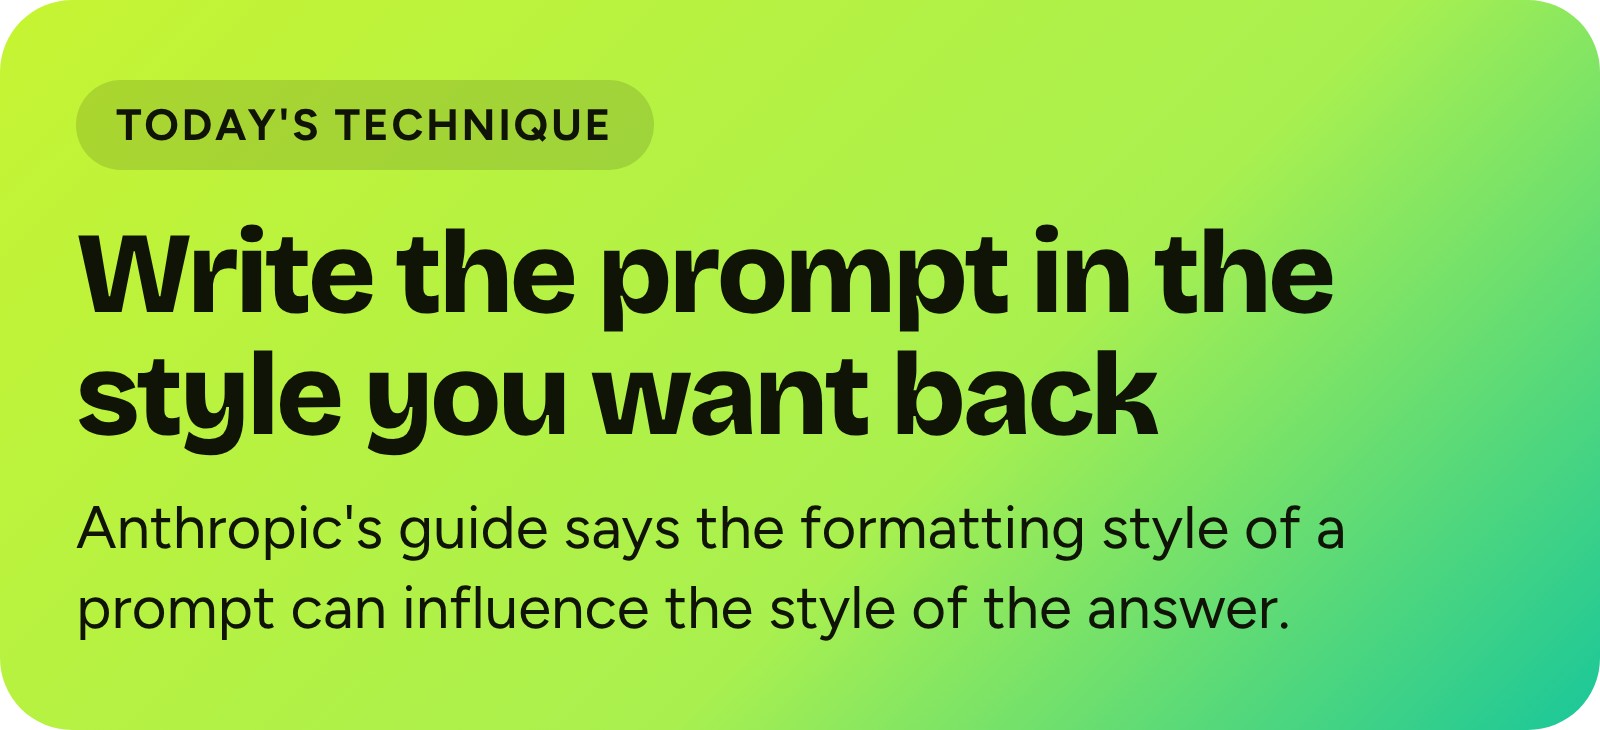 TODAY'S TECHNIQUE
Write the prompt in the
style you want back
Anthropic's guide says the formatting style of a
prompt can influence the style of the answer.